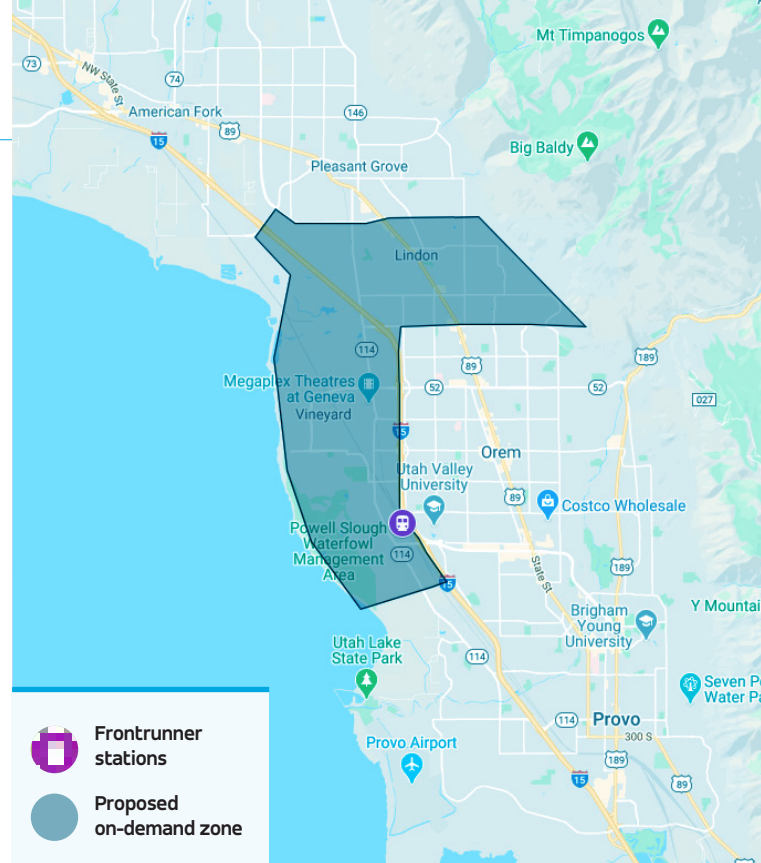 Mt Timpanogos
73
NW State St
74
American Fork
146
89
15
Big Baldy
Pleasant Grove
Lindon
114
89
189
Megaplex Theatres
at Geneva
52
52
027
Vineyard
15
Orem
Utah Valley
University
89
Costco Wholesale
Powell Slough
Waterfowl
Management
Area
114
State St
189
15
Brigham
Young
University
Y Mountai
Utah Lake
State Park
114
Seven Pe
Water Pa
114
Provo
300 S
Provo Airport
189
15
89
Frontrunner
stations
Proposed
on-demand zone